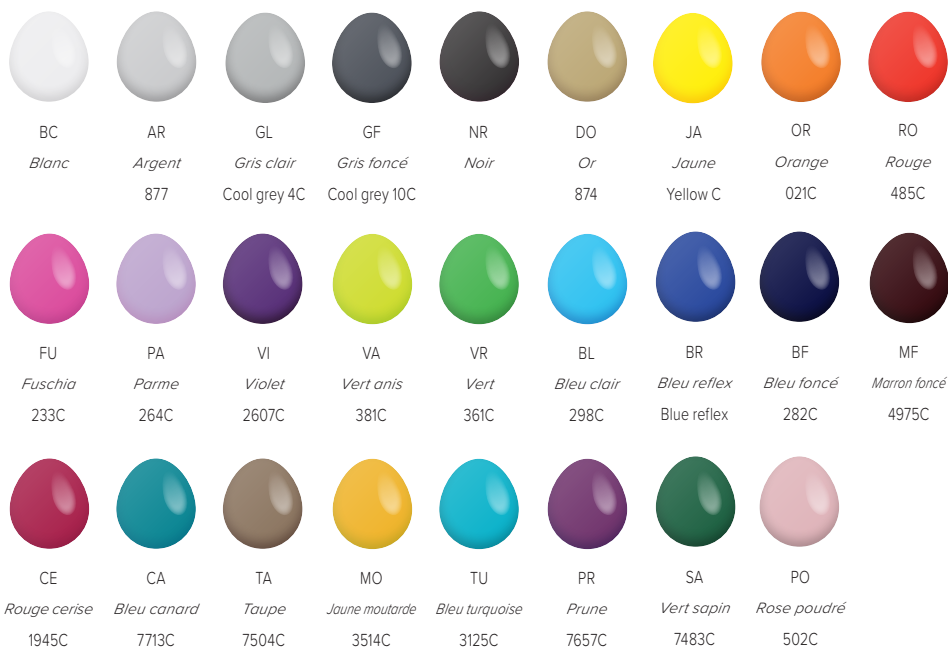 BC AR GL GF NR DO JA OR RO
Blanc Argent Gris clair Gris foncé Noir Or Jaune Orange Rouge
877 Cool grey 4C Cool grey 10C 874 Yellow C 021C 485C
FU PA VI VA VR BL BR BF MF
Fuschia Parme Violet Vert anis Vert Bleu clair Bleu reflex Bleu foncé Marron foncé
233C 264C 2607C 381C 361C 298C Blue reflex 282C 4975C
CE CA TA MO TU PR SA PO
Rouge cerise Bleu canard Taupe Jaune moutarde Bleu turquoise Prune Vert sapin Rose poudré
1945C 7713C 7504C 3514C 3125C 7657C 7483C 502C